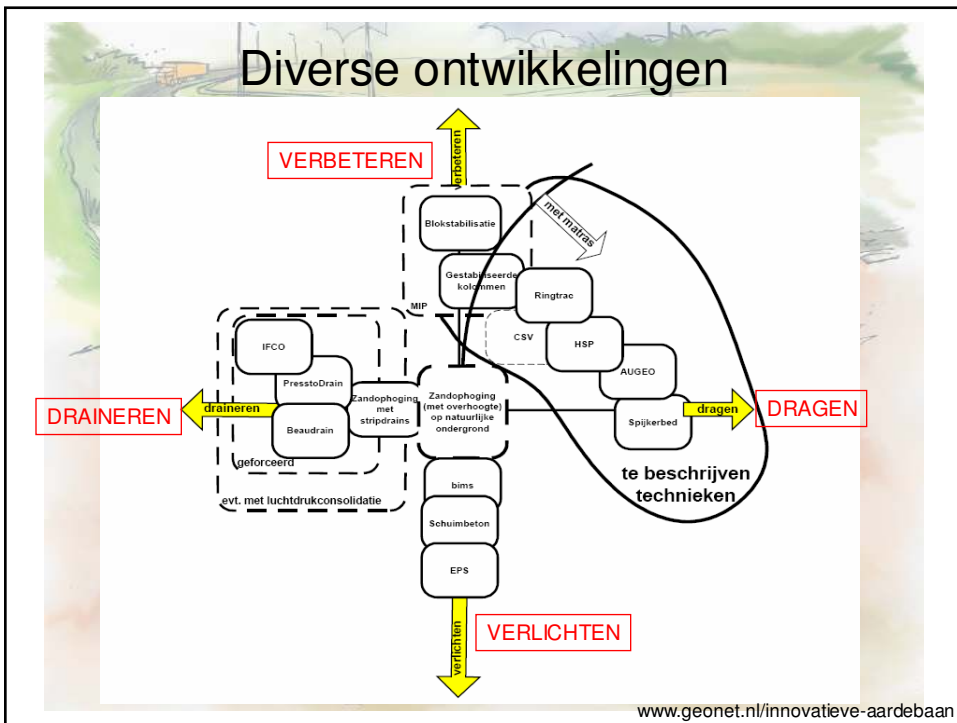 Diverse ontwikkelingen
VERBETEREN
verbeteren
met matras
Blokstabilisatie
Gestabiliseerde
kolommen
MIP
Ringtrac
CSV
HSP
AUGEO
Spijkerbed
IFCO
PresstoDrain
Beaudrain
Zandophoging
met
stripdrains
Zandophoging
(met overhoogte)
op natuurlijke
ondergrond
DRAINEREN
draineren
geforceerd
evt. met luchtdrukconsolidatie
dragen
DRAGEN
te beschrijven
technieken
bims
Schuimbeton
EPS
verlichten
VERLICHTEN
www.geonet.nl/innovatieve-aardebaan